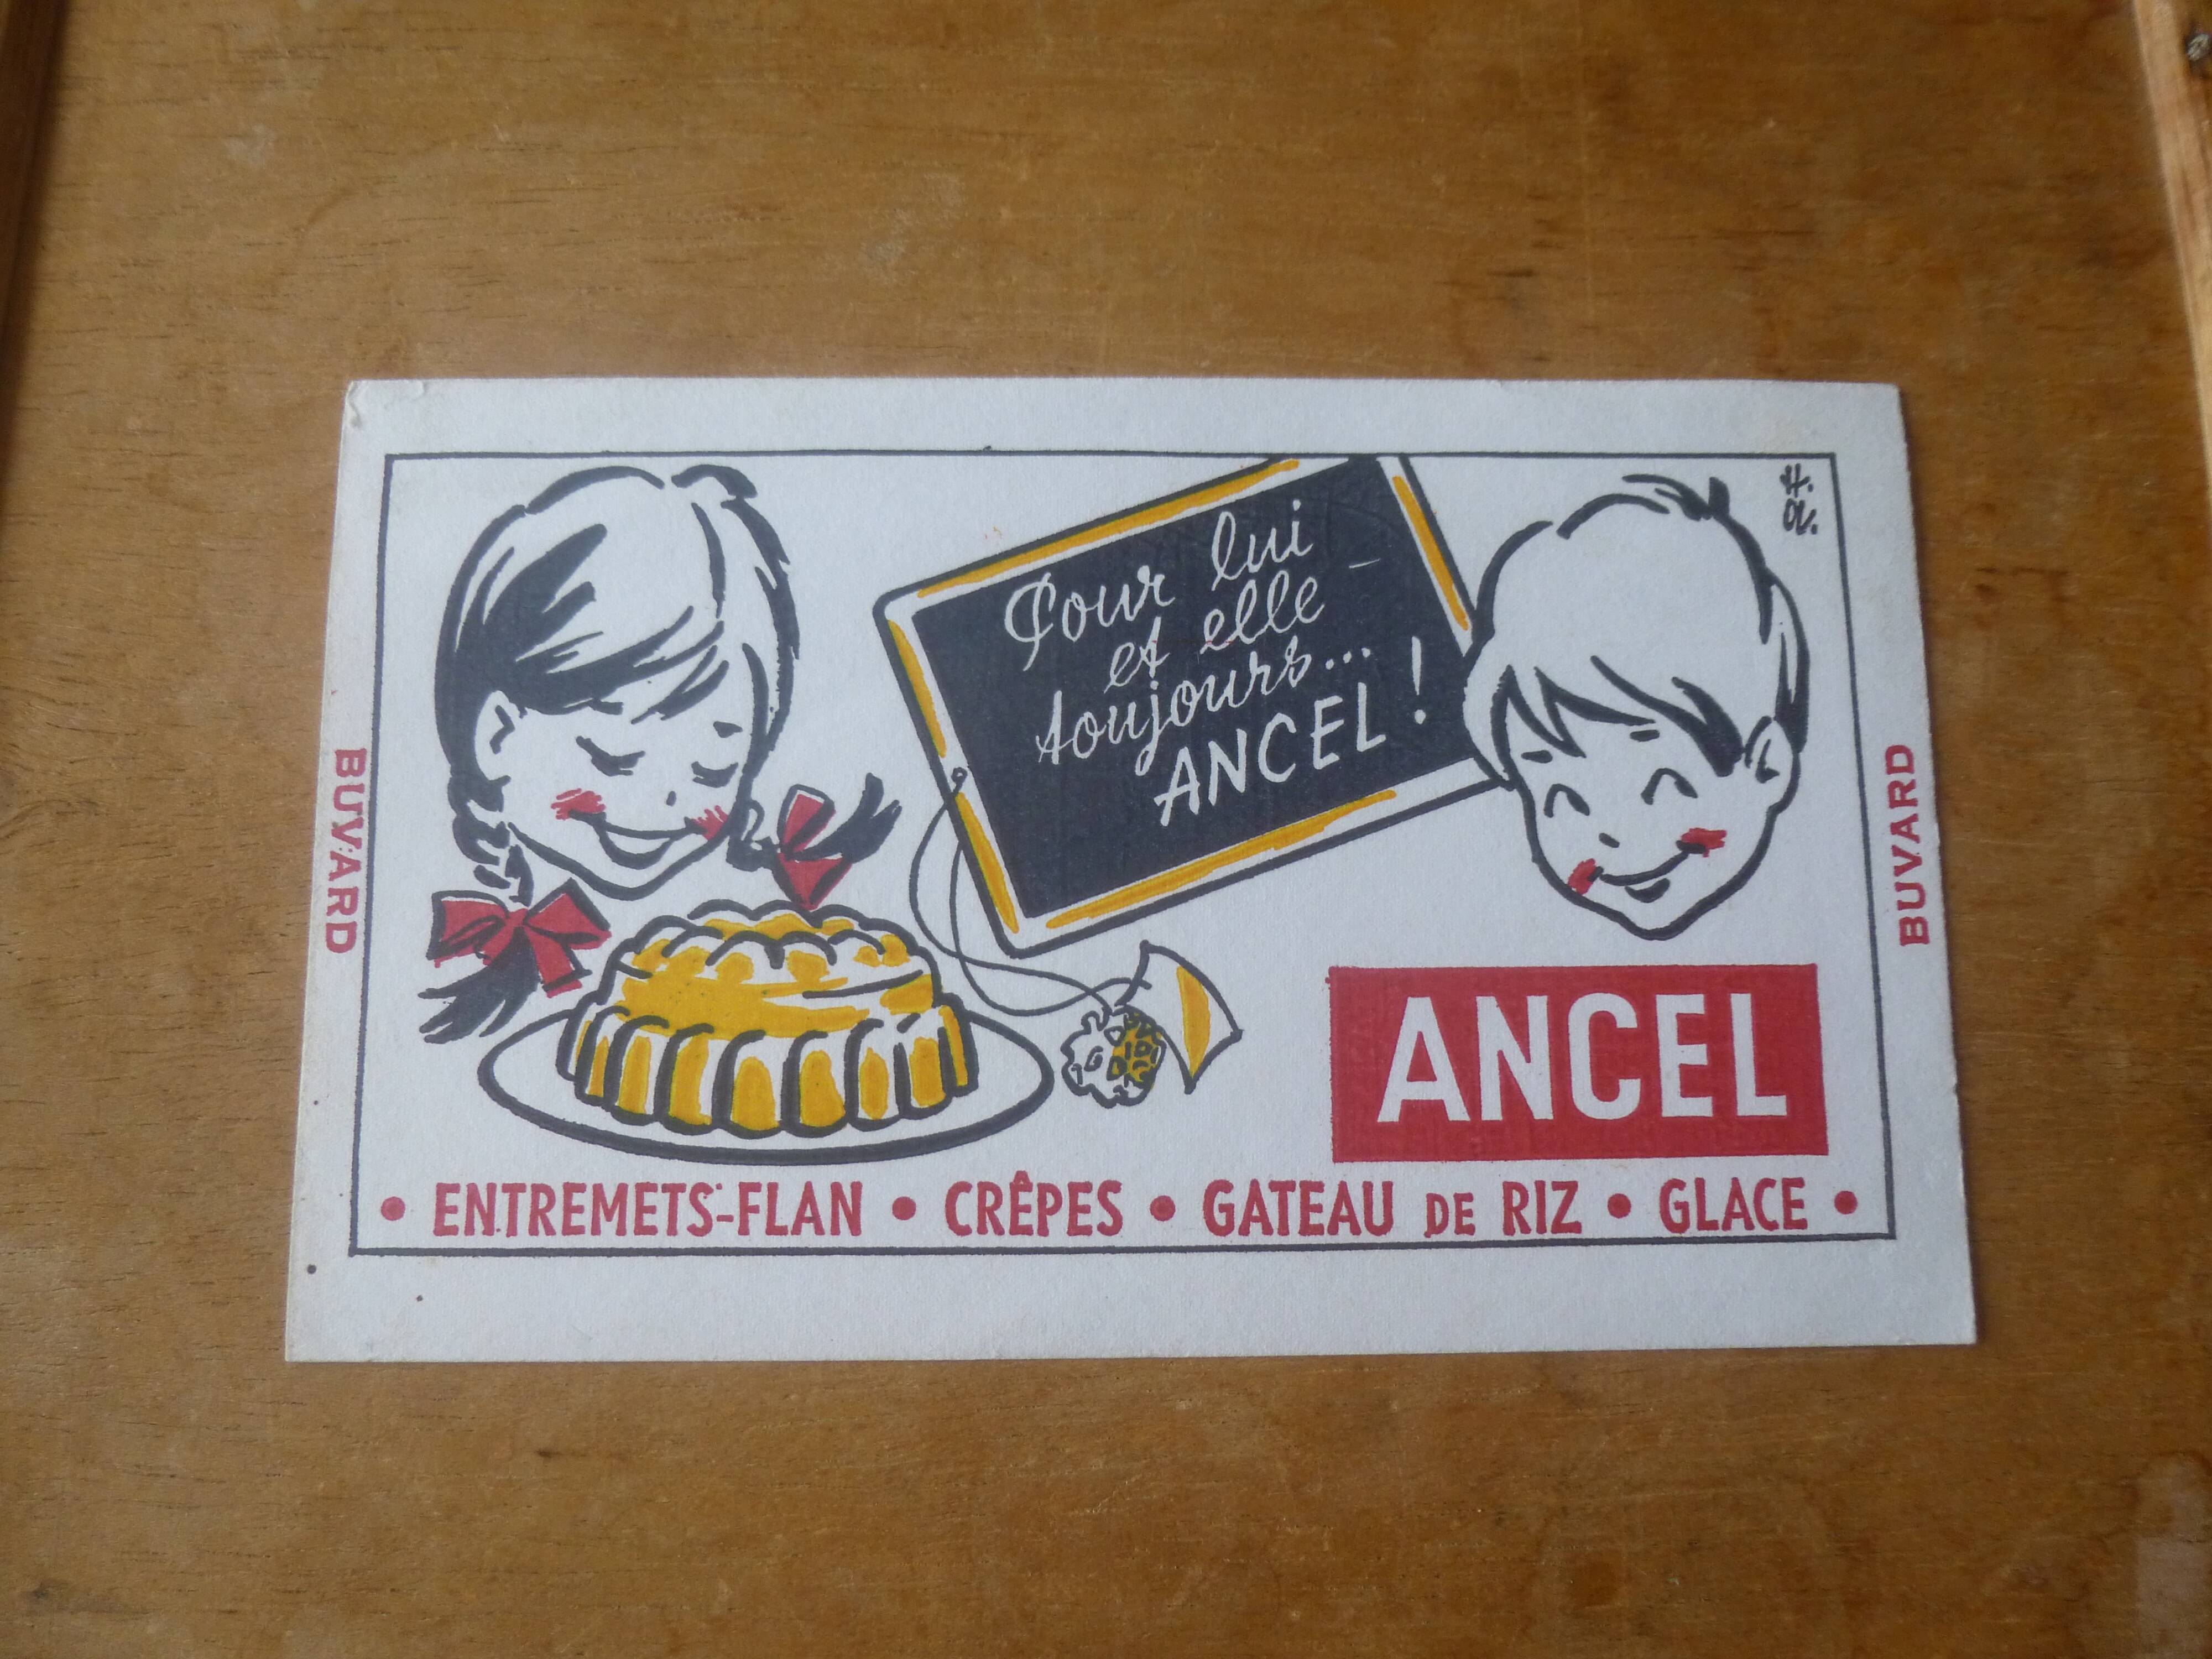 H.
Pour lui
et elle -
toujours...
ANCEL !
BUVARD
BUVARD
ANCEL
• ENTREMETS-FLAN • CRÊPES • GATEAU DE RIZ • GLACE •